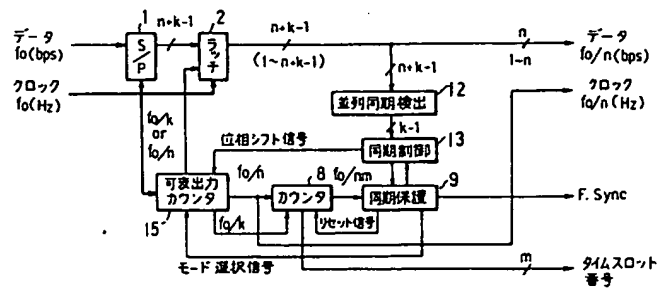 データ
fo(bps)
1
S/P
n+k-1
2
ラッチ
n+k-1
(1~n+k-1)
n
1~n
データ
fo/n(bps)
クロック
fo(Hz)
n+k-1
並列同期検出
12
k-1
クロック
fo/n(Hz)
fo/k
or
fo/n
位相シフト信号
同期制御
13
可変出力
カウンタ
15
fo/n
fo/k
カウンタ
8
fo/nm
リセット信号
同期保護
9
F. Sync
モード選択信号
m
タイムスロット
番号